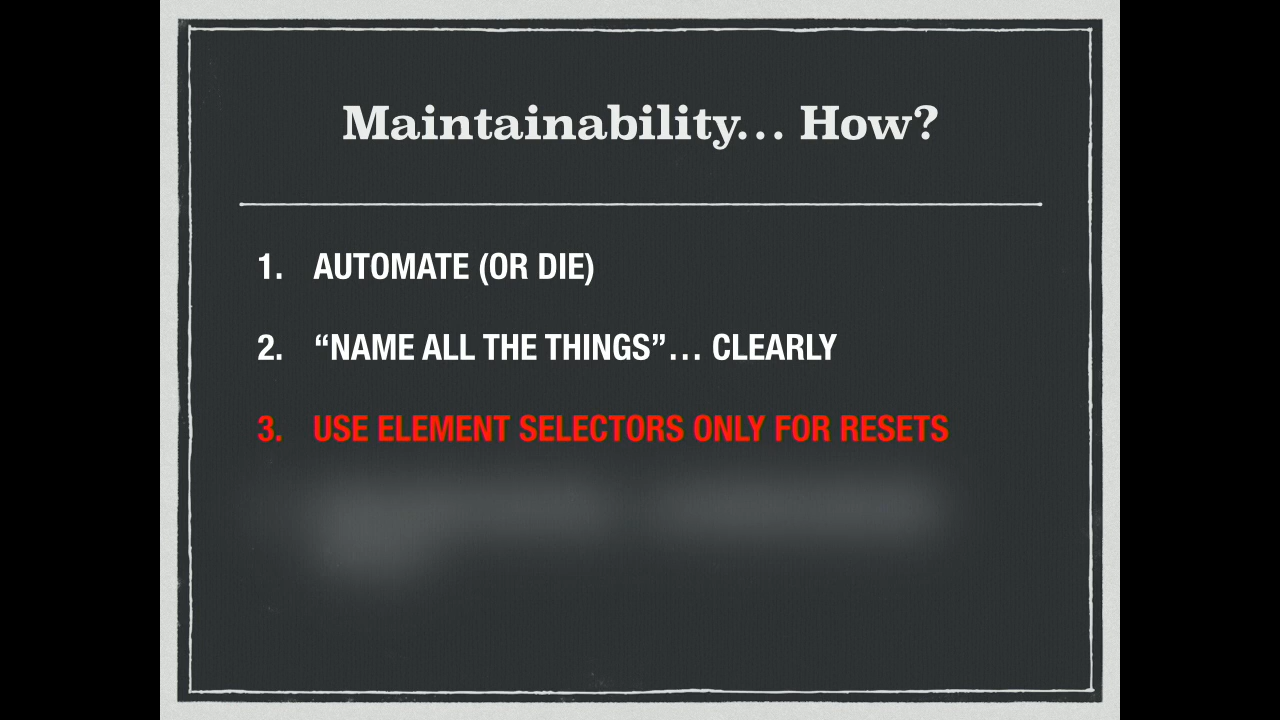 Maintainability... How?
1. AUTOMATE (OR DIE)
2. “NAME ALL THE THINGS”... CLEARLY
3. USE ELEMENT SELECTORS ONLY FOR RESETS